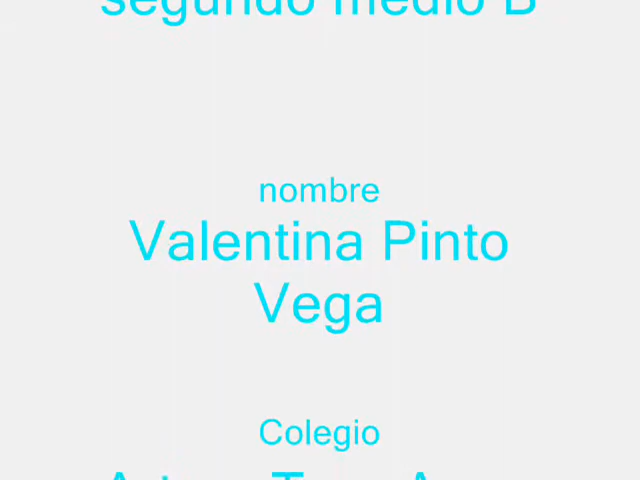 segundo medio B
nombre
Valentina Pinto
Vega
Colegio